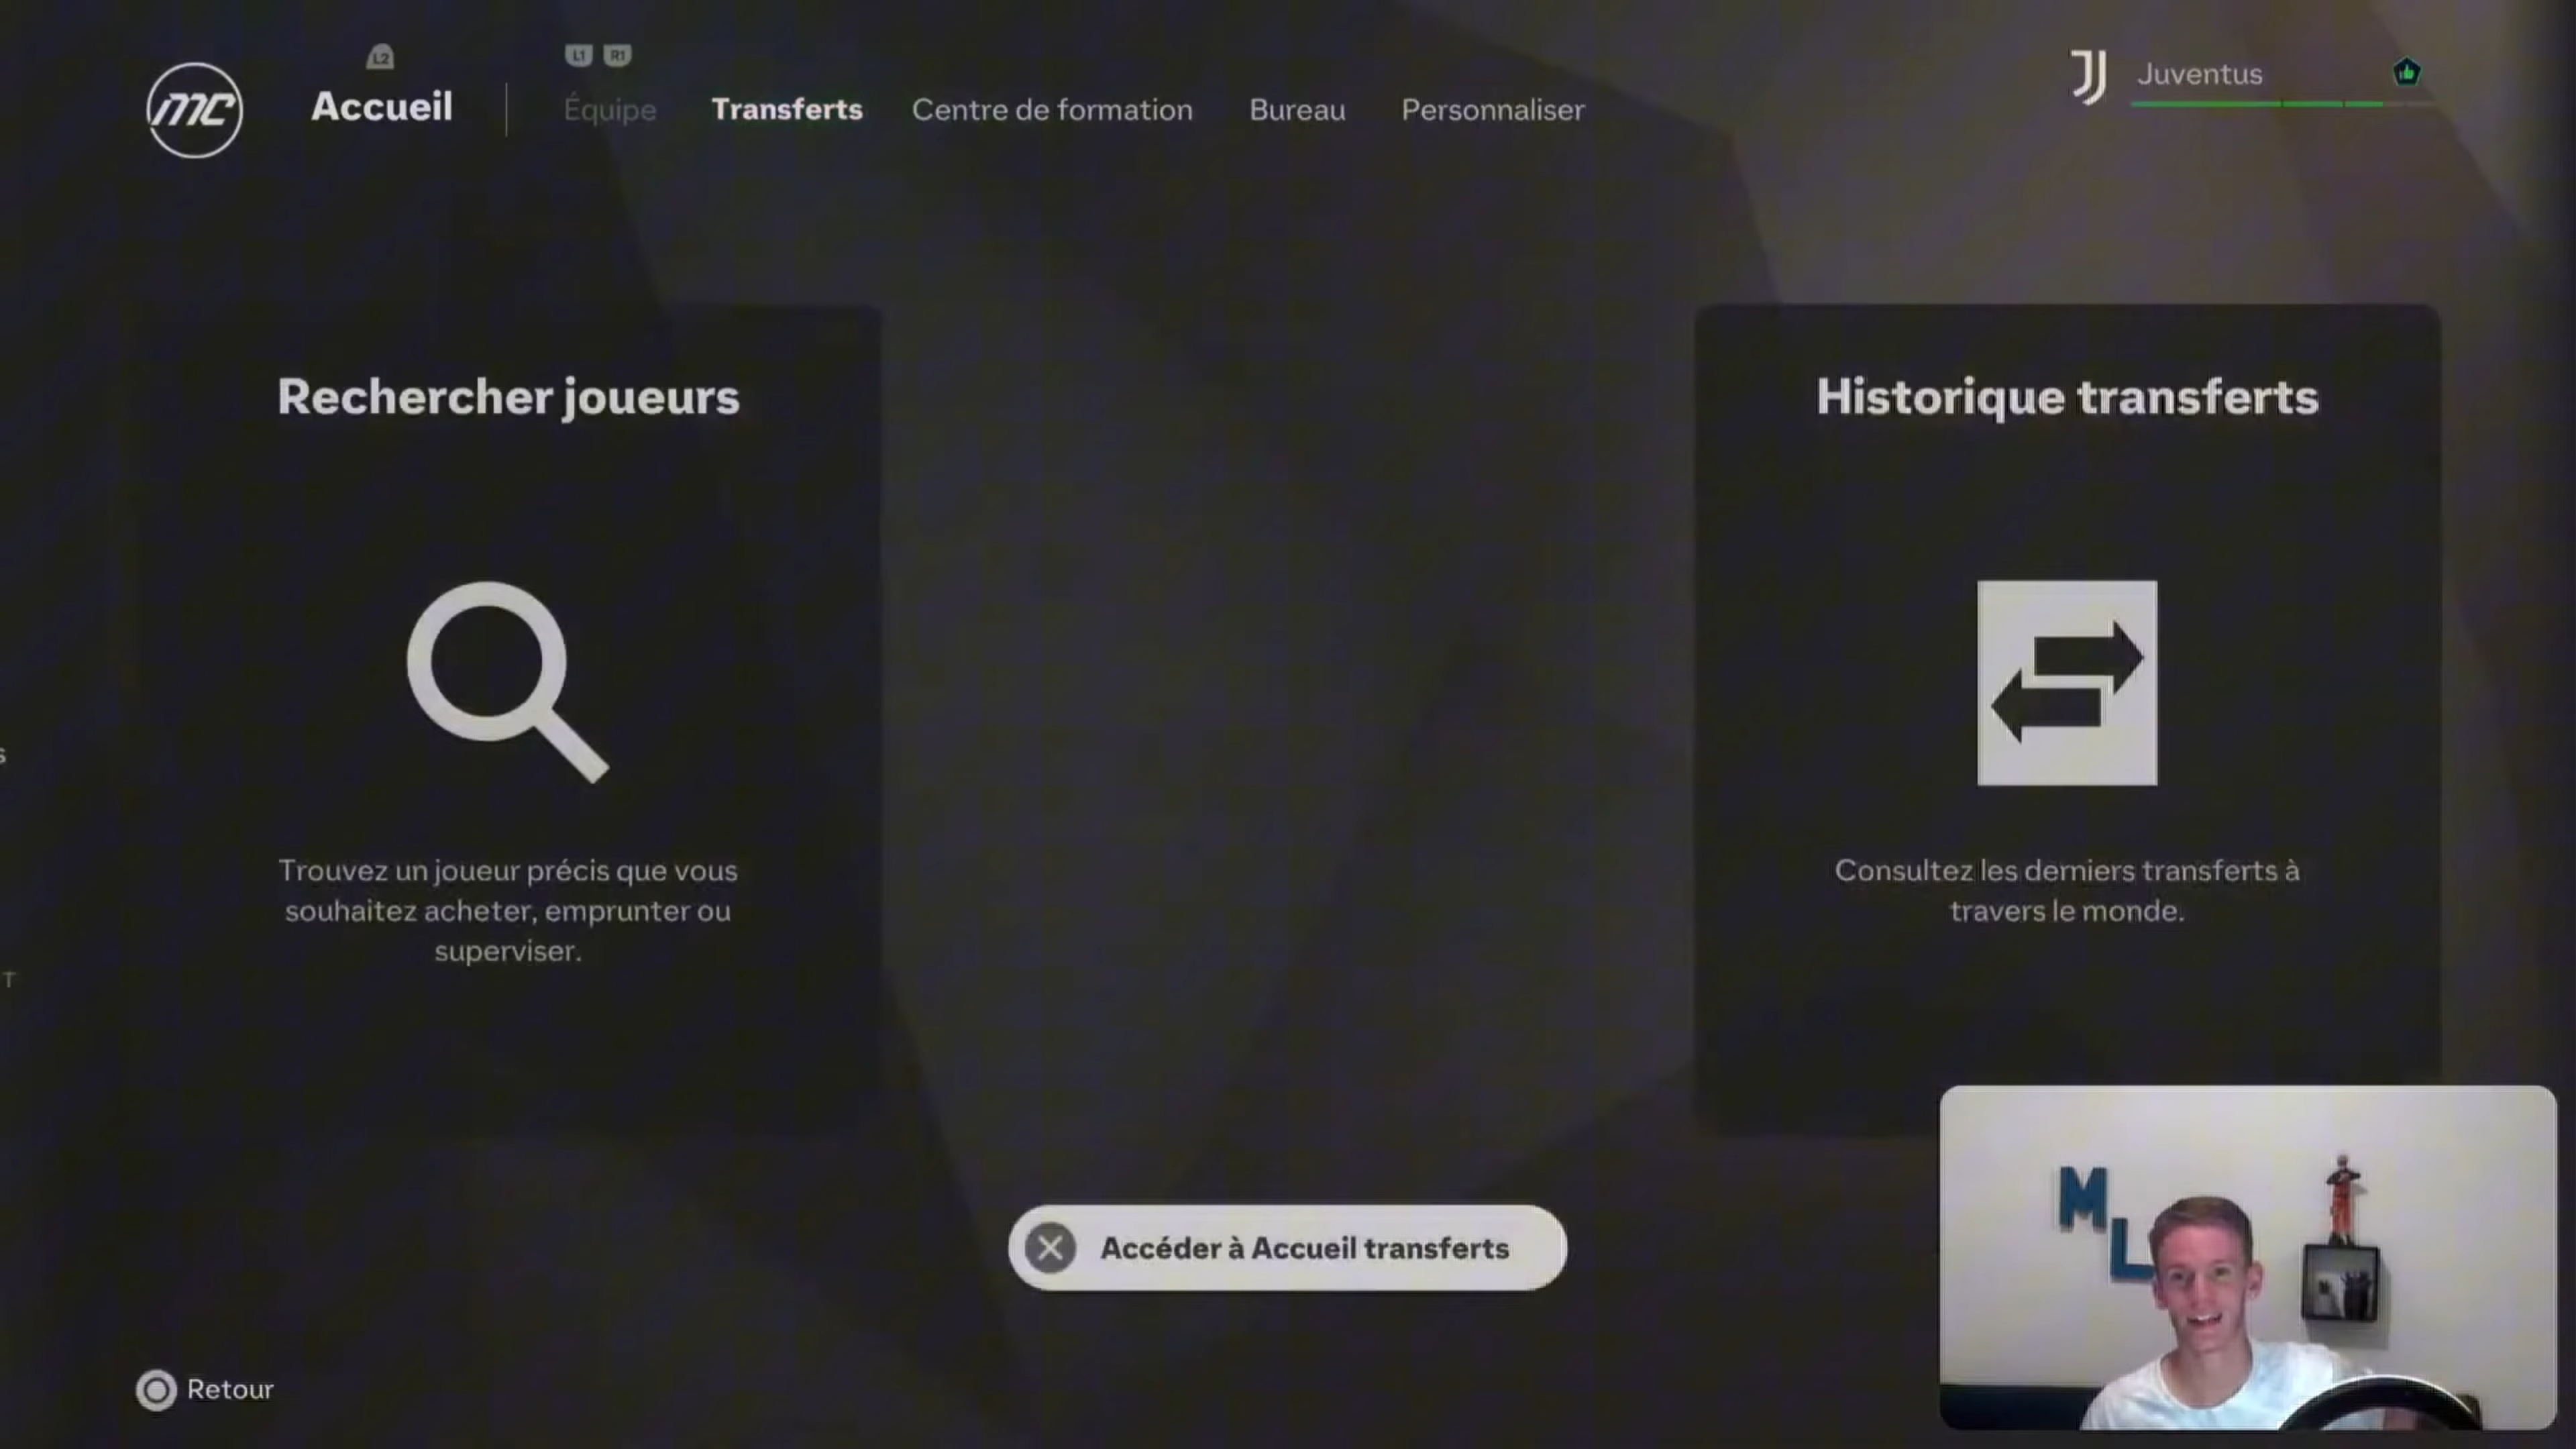 L2
L1 R1
MC
Accueil
Équipe
Transferts
Centre de formation
Bureau
Personnaliser
Juventus
Rechercher joueurs
Historique transferts
s
Trouvez un joueur précis que vous
souhaitez acheter, emprunter ou
superviser.
Consultez les derniers transferts à
travers le monde.
T
Accéder à Accueil transferts
M
L
Retour